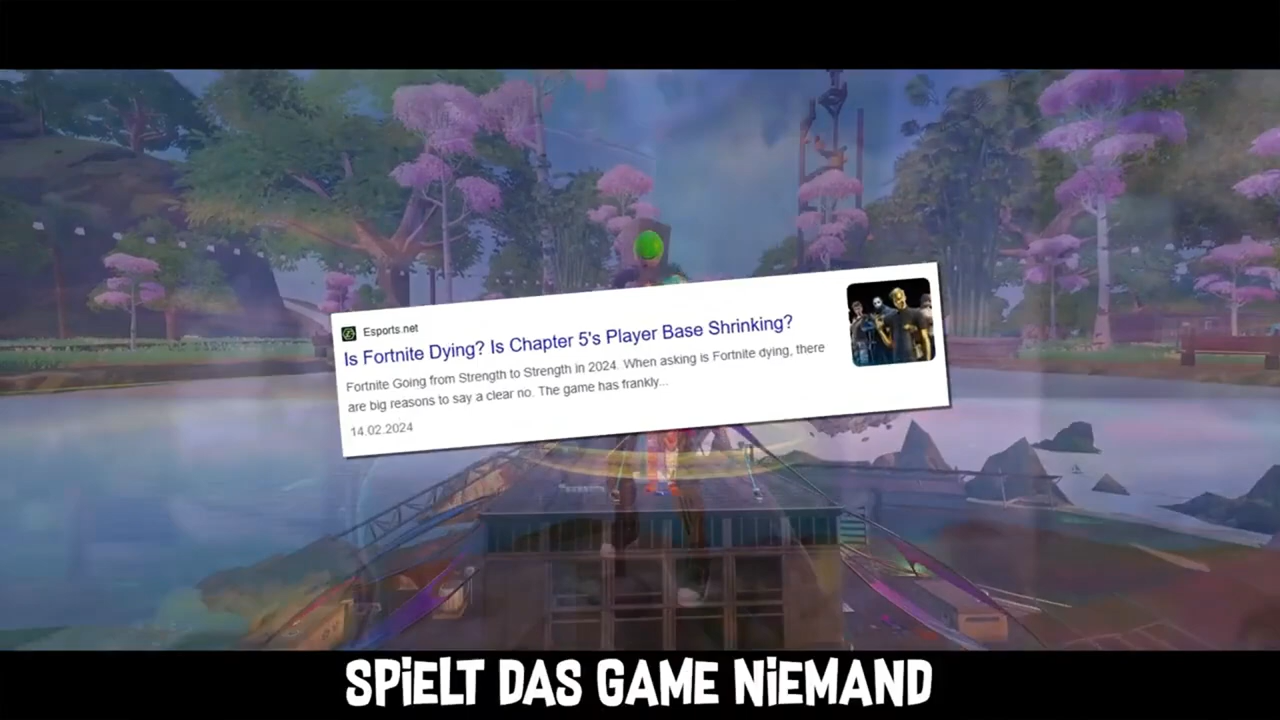 Esports.net
Is Fortnite Dying? Is Chapter 5's Player Base Shrinking?
Fortnite Going from Strength to Strength in 2024. When asking is Fortnite dying, there
are big reasons to say a clear no. The game has frankly...
14.02.2024
SPiELT DAS GAME NiEMAND